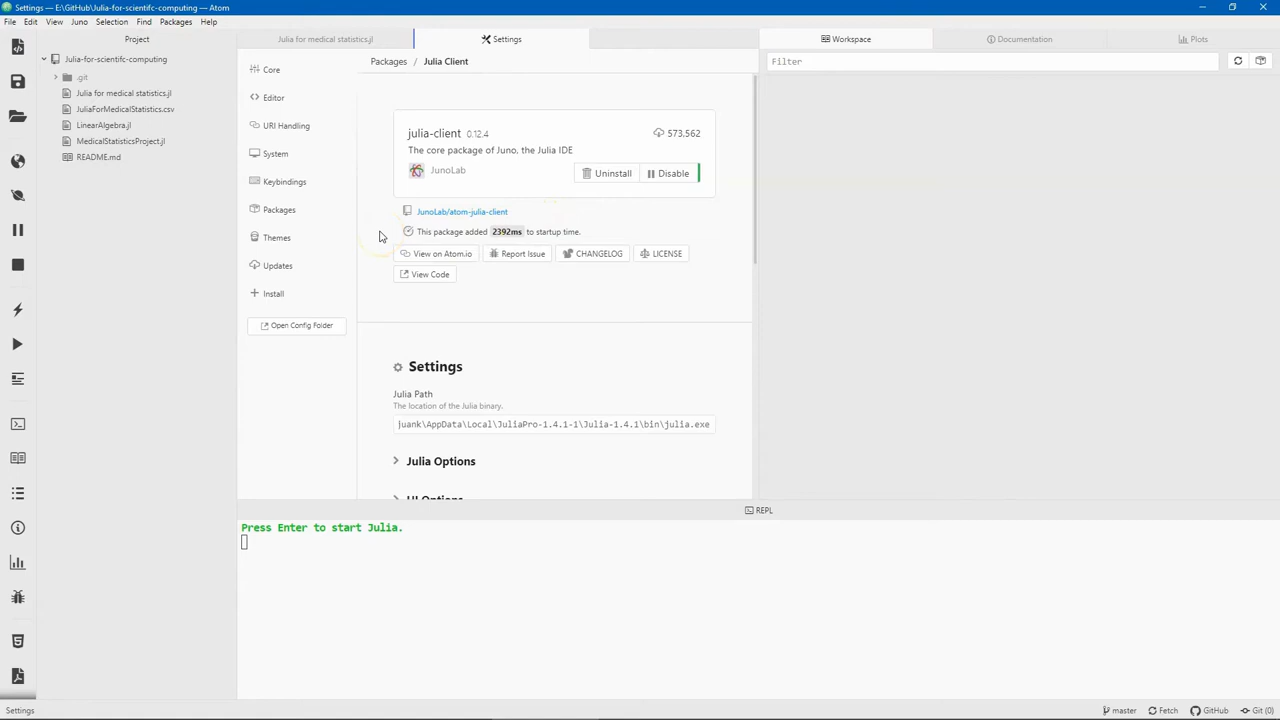 Settings — E:\GitHub\Julia-for-scientifc-computing — Atom
File Edit View Juno Selection Find Packages Help
Project
Julia for medical statistics.jl
Settings
Workspace
Documentation
Plots
Julia-for-scientifc-computing
.git
Julia for medical statistics.jl
JuliaForMedicalStatistics.csv
LinearAlgebra.jl
MedicalStatisticsProject.jl
README.md
Core
Editor
URI Handling
System
Keybindings
Packages
Themes
Updates
Install
Open Config Folder
Packages / Julia Client
julia-client 0.12.4
573,562
The core package of Juno, the Julia IDE
JunoLab
Uninstall
Disable
JunoLab/atom-julia-client
This package added 2392ms to startup time.
View on Atom.io
Report Issue
CHANGELOG
LICENSE
View Code
Settings
Julia Path
The location of the Julia binary.
juank\AppData\Local\JuliaPro-1.4.1-1\Julia-1.4.1\bin\julia.exe
Julia Options
UI Options
Filter
REPL
Press Enter to start Julia.
Settings
master
Fetch
GitHub
Git (0)